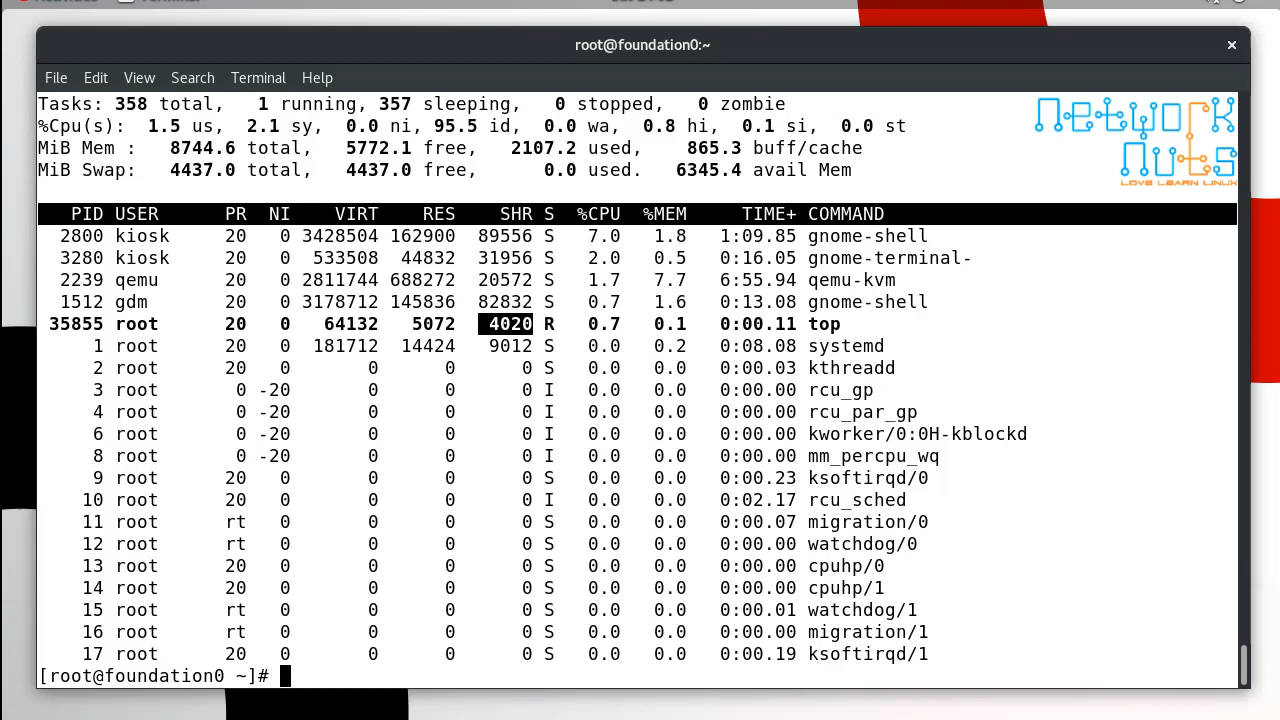 root@foundation0:~
File Edit View Search Terminal Help
Tasks: 358 total, 1 running, 357 sleeping, 0 stopped, 0 zombie
%Cpu(s): 1.5 us, 2.1 sy, 0.0 ni, 95.5 id, 0.0 wa, 0.8 hi, 0.1 si, 0.0 st
MiB Mem : 8744.6 total, 5772.1 free, 2107.2 used, 865.3 buff/cache
MiB Swap: 4437.0 total, 4437.0 free, 0.0 used. 6345.4 avail Mem
Network
Nuts
LOVE LEARN LINUX
PID USER PR NI VIRT RES SHR S %CPU %MEM TIME+ COMMAND
2800 kiosk 20 0 3428504 162900 89556 S 7.0 1.8 1:09.85 gnome-shell
3280 kiosk 20 0 533508 44832 31956 S 2.0 0.5 0:16.05 gnome-terminal-
2239 qemu 20 0 2811744 688272 20572 S 1.7 7.7 6:55.94 qemu-kvm
1512 gdm 20 0 3178712 145836 82832 S 0.7 1.6 0:13.08 gnome-shell
35855 root 20 0 64132 5072 4020 R 0.7 0.1 0:00.11 top
1 root 20 0 181712 14424 9012 S 0.0 0.2 0:08.08 systemd
2 root 20 0 0 0 0 S 0.0 0.0 0:00.03 kthreadd
3 root 0 -20 0 0 0 I 0.0 0.0 0:00.00 rcu_gp
4 root 0 -20 0 0 0 I 0.0 0.0 0:00.00 rcu_par_gp
6 root 0 -20 0 0 0 I 0.0 0.0 0:00.00 kworker/0:0H-kblockd
8 root 0 -20 0 0 0 I 0.0 0.0 0:00.00 mm_percpu_wq
9 root 20 0 0 0 0 S 0.0 0.0 0:00.23 ksoftirqd/0
10 root 20 0 0 0 0 I 0.0 0.0 0:02.17 rcu_sched
11 root rt 0 0 0 0 S 0.0 0.0 0:00.07 migration/0
12 root rt 0 0 0 0 S 0.0 0.0 0:00.00 watchdog/0
13 root 20 0 0 0 0 S 0.0 0.0 0:00.00 cpuhp/0
14 root 20 0 0 0 0 S 0.0 0.0 0:00.00 cpuhp/1
15 root rt 0 0 0 0 S 0.0 0.0 0:00.01 watchdog/1
16 root rt 0 0 0 0 S 0.0 0.0 0:00.00 migration/1
17 root 20 0 0 0 0 S 0.0 0.0 0:00.19 ksoftirqd/1
[root@foundation0 ~]#